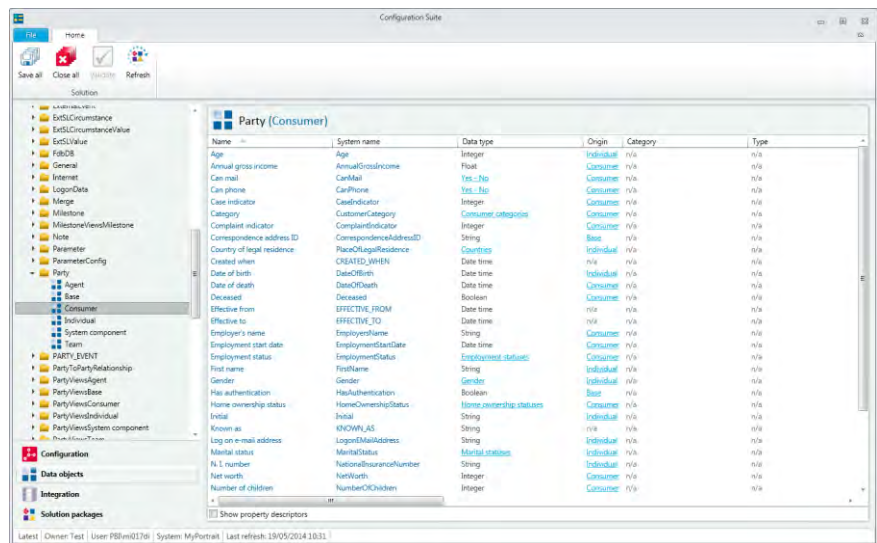 Configuration Suite
File Home
Save all Close all Validate Refresh
Solution
ExternalEvent
ExtSLCircumstance
ExtSLCircumstanceValue
ExtSLValue
FdbDB
General
Internet
LogonData
Merge
Milestone
MilestoneViewsMilestone
Note
Parameter
ParameterConfig
Party
Agent
Base
Consumer
Individual
System component
Team
PARTY_EVENT
PartyToPartyRelationship
PartyViewsAgent
PartyViewsBase
PartyViewsConsumer
PartyViewsIndividual
PartyViewsSystem component
PartyViewsTeam
Configuration
Data objects
Integration
Solution packages
Party (Consumer)
Name System name Data type Origin Category Type
Age Age Integer Individual n/a n/a
Annual gross income AnnualGrossIncome Float Consumer n/a n/a
Can mail CanMail Yes - No Consumer n/a n/a
Can phone CanPhone Yes - No Consumer n/a n/a
Case indicator CaseIndicator Integer Consumer n/a n/a
Category CustomerCategory Consumer categories Consumer n/a n/a
Complaint indicator ComplaintIndicator Integer Consumer n/a n/a
Correspondence address ID CorrespondenceAddressID String Base n/a n/a
Country of legal residence PlaceOfLegalResidence Countries Individual n/a n/a
Created when CREATED_WHEN Date time n/a n/a n/a
Date of birth DateOfBirth Date time Individual n/a n/a
Date of death DateOfDeath Date time Consumer n/a n/a
Deceased Deceased Boolean Consumer n/a n/a
Effective from EFFECTIVE_FROM Date time n/a n/a n/a
Effective to EFFECTIVE_TO Date time n/a n/a n/a
Employer's name EmployersName String Consumer n/a n/a
Employment start date EmploymentStartDate Date time Consumer n/a n/a
Employment status EmploymentStatus Employment statuses Consumer n/a n/a
First name FirstName String Individual n/a n/a
Gender Gender Gender Individual n/a n/a
Has authentication HasAuthentication Boolean Base n/a n/a
Home ownership status HomeOwnershipStatus Home ownership statuses Consumer n/a n/a
Initial Initial String Individual n/a n/a
Known as KNOWN_AS String n/a n/a n/a
Log on e-mail address LogonEMailAddress String Individual n/a n/a
Marital status MaritalStatus Marital statuses Individual n/a n/a
N.I. number NationalInsuranceNumber String Individual n/a n/a
Net worth NetWorth Integer Consumer n/a n/a
Number of children NumberOfChildren Integer Consumer n/a n/a
Show property descriptors
Latest Owner: Test User: PBI\mi017di System: MyPortrait Last refresh: 19/05/2014 10:31